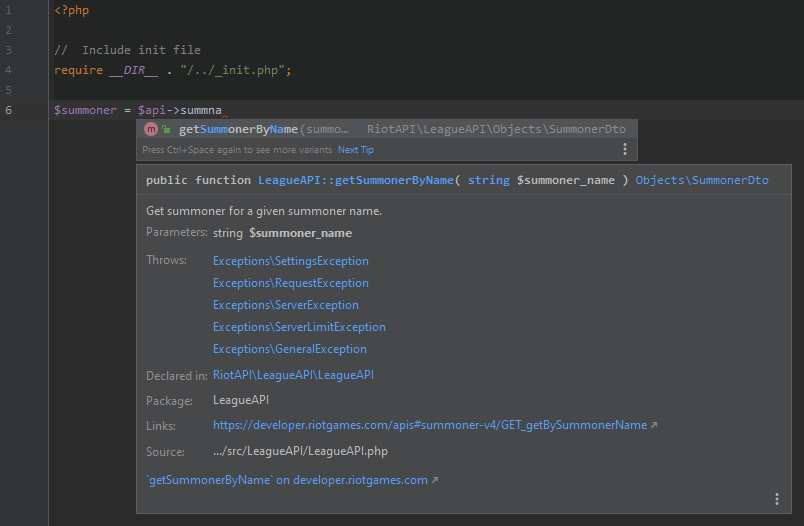 1 <?php
2
3 // Include init file
4 require __DIR__ . "/../_init.php";
5
6 $summoner = $api->summna
m getSummonerByName(summo... RiotAPI\LeagueAPI\Objects\SummonerDto
Press Ctrl+Space again to see more variants Next Tip
public function LeagueAPI::getSummonerByName( string $summoner_name ) Objects\SummonerDto
Get summoner for a given summoner name.
Parameters: string $summoner_name
Throws: Exceptions\SettingsException
Exceptions\RequestException
Exceptions\ServerException
Exceptions\ServerLimitException
Exceptions\GeneralException
Declared in: RiotAPI\LeagueAPI\LeagueAPI
Package: LeagueAPI
Links: https://developer.riotgames.com/apis#summoner-v4/GET_getBySummonerName
Source: .../src/LeagueAPI/LeagueAPI.php
`getSummonerByName` on developer.riotgames.com